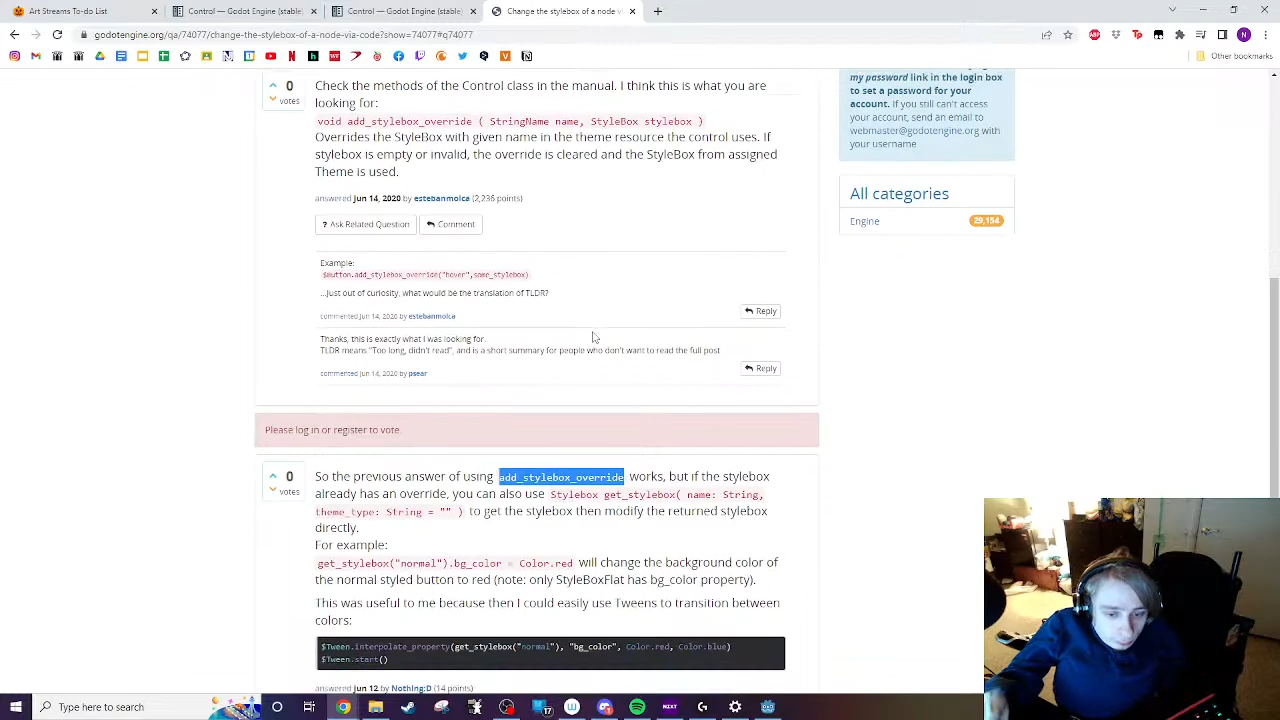 Art Streams To-do List
Control — Godot Engine (stable)
Control — Godot Engine (stable)
Change the stylebox of a node v
godotengine.org/qa/74077/change-the-stylebox-of-a-node-via-code?show=74077#q74077
Other bookmarks
0
votes
Check the methods of the Control class in the manual. I think this is what you are
looking for:
void add_stylebox_override ( StringName name, StyleBox stylebox )
Overrides the StyleBox with given name in the theme resource the control uses. If
stylebox is empty or invalid, the override is cleared and the StyleBox from assigned
Theme is used.
answered Jun 14, 2020 by estebanmolca (2,236 points)
? Ask Related Question
Comment
Example:
$mutton.add_stylebox_override("hover",some_stylebox)
...Just out of curiosity, what would be the translation of TLDR?
commented Jun 14, 2020 by estebanmolca
Reply
Thanks, this is exactly what I was looking for.
TLDR means "Too long, didn't read", and is a short summary for people who don't want to read the full post
commented Jun 14, 2020 by psear
Reply
Please log in or register to vote.
0
votes
So the previous answer of using add_stylebox_override works, but if the stylebox
already has an override, you can also use Stylebox get_stylebox( name: String,
theme_type: String = "" ) to get the stylebox then modify the returned stylebox
directly.
For example:
get_stylebox("normal").bg_color = Color.red will change the background color of
the normal styled button to red (note: only StyleBoxFlat has bg_color property).
This was useful to me because then I could easily use Tweens to transition between
colors:
$Tween.interpolate_property(get_stylebox("normal"), "bg_color", Color.red, Color.blue)
$Tween.start()
answered Jun 12 by Nothing:D (14 points)
my password link in the login box
to set a password for your
account. If you still can't access
your account, send an email to
webmaster@godotengine.org with
your username
All categories
Engine
29,154
Type here to search
17